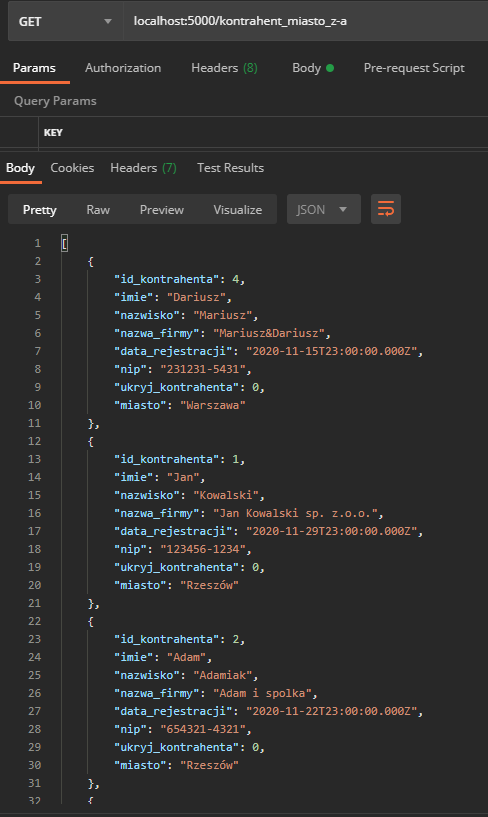 GET localhost:5000/kontrahent_miasto_z-a
Params Authorization Headers (8) Body Pre-request Script
Query Params
KEY
Body Cookies Headers (7) Test Results
Pretty Raw Preview Visualize JSON
1 [
2 {
3 "id_kontrahenta": 4,
4 "imie": "Dariusz",
5 "nazwisko": "Mariusz",
6 "nazwa_firmy": "Mariusz&Dariusz",
7 "data_rejestracji": "2020-11-15T23:00:00.000Z",
8 "nip": "231231-5431",
9 "ukryj_kontrahenta": 0,
10 "miasto": "Warszawa"
11 },
12 {
13 "id_kontrahenta": 1,
14 "imie": "Jan",
15 "nazwisko": "Kowalski",
16 "nazwa_firmy": "Jan Kowalski sp. z.o.o.",
17 "data_rejestracji": "2020-11-29T23:00:00.000Z",
18 "nip": "123456-1234",
19 "ukryj_kontrahenta": 0,
20 "miasto": "Rzeszów"
21 },
22 {
23 "id_kontrahenta": 2,
24 "imie": "Adam",
25 "nazwisko": "Adamiak",
26 "nazwa_firmy": "Adam i spolka",
27 "data_rejestracji": "2020-11-22T23:00:00.000Z",
28 "nip": "654321-4321",
29 "ukryj_kontrahenta": 0,
30 "miasto": "Rzeszów"
31 },
32 {